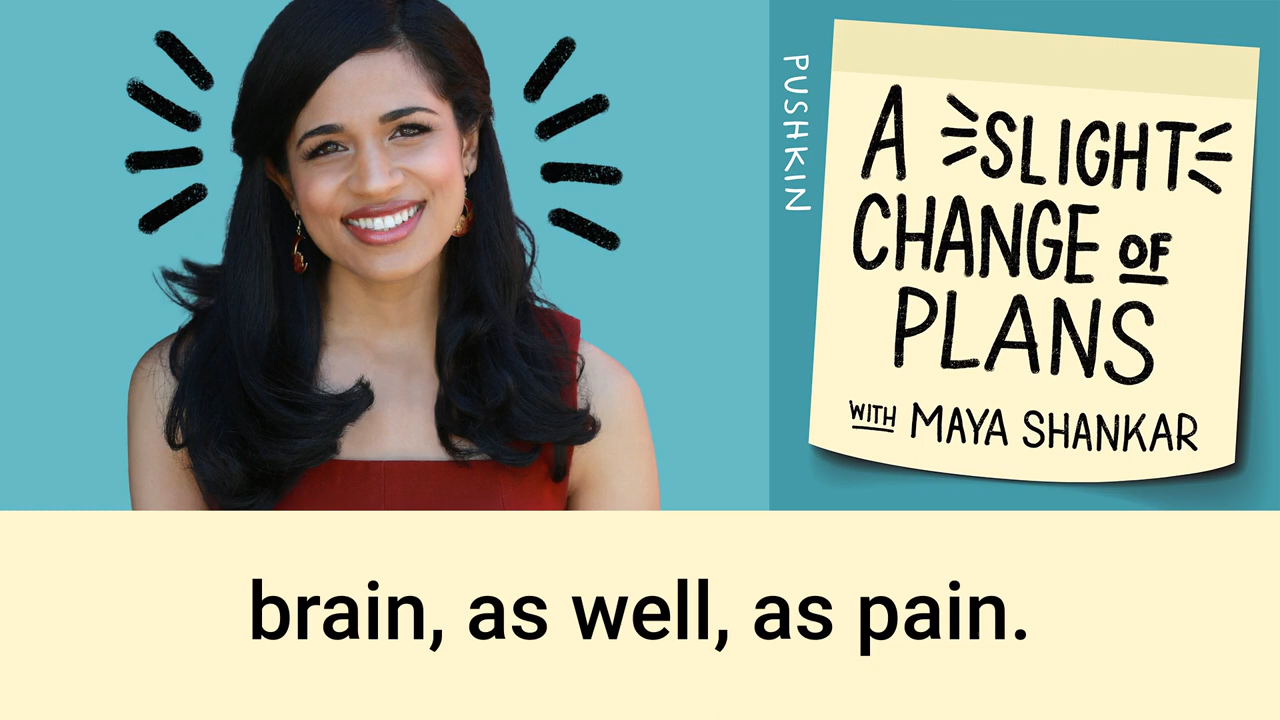 PUSHKIN
A SLIGHT
CHANGE OF
PLANS
WITH MAYA SHANKAR
brain, as well, as pain.